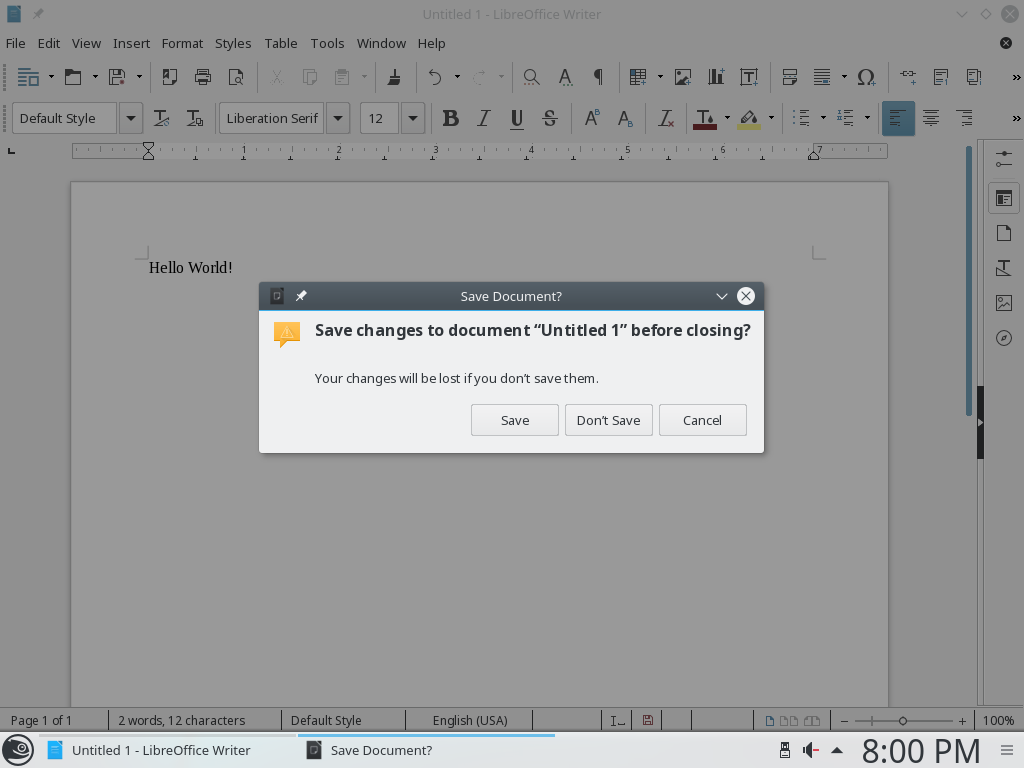 Untitled 1 - LibreOffice Writer
File Edit View Insert Format Styles Table Tools Window Help
Default Style Liberation Serif 12
1 2 3 4 5 6 7
Hello World!
Save Document?
Save changes to document “Untitled 1” before closing?
Your changes will be lost if you don’t save them.
Save Don’t Save Cancel
Page 1 of 1 2 words, 12 characters Default Style English (USA) 100%
Untitled 1 - LibreOffice Writer Save Document? 8:00 PM